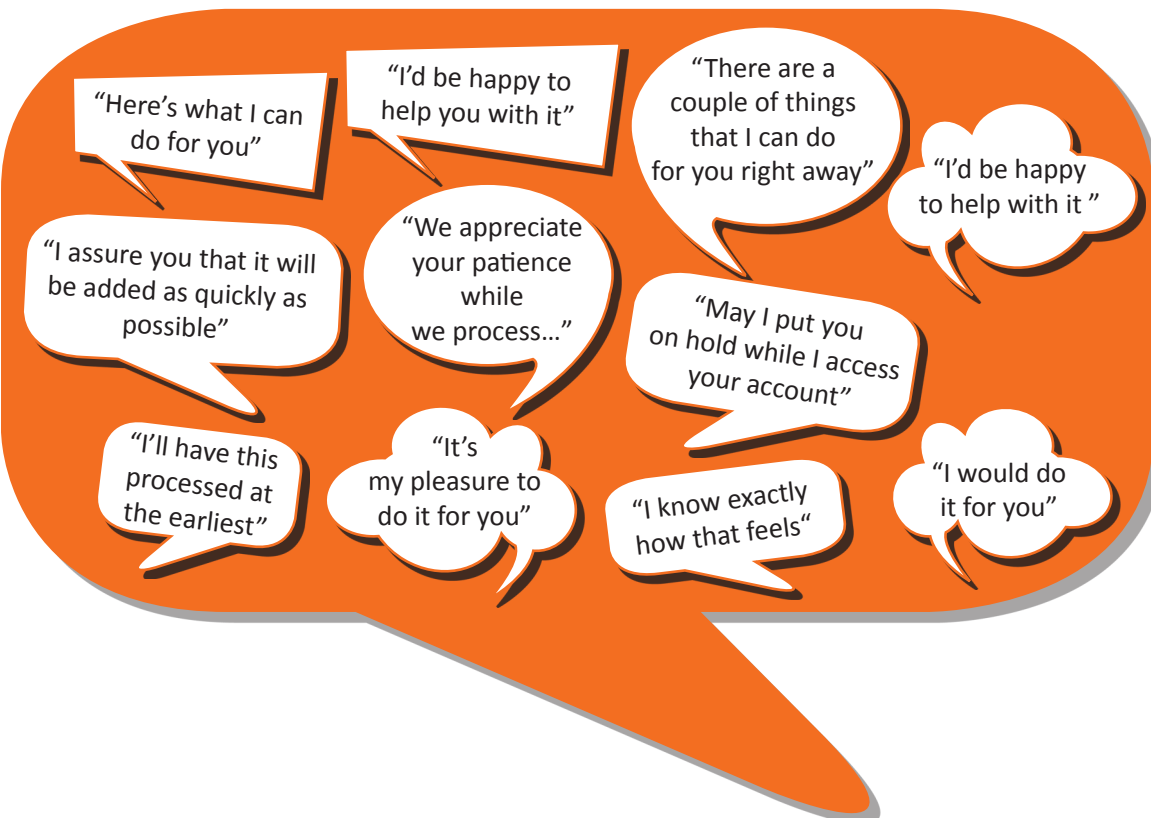 “Here’s what I can
do for you”
“I’d be happy to
help you with it”
“There are a
couple of things
that I can do
for you right away”
“I’d be happy
to help with it ”
“I assure you that it will
be added as quickly as
possible”
“We appreciate
your patience
while
we process...”
“May I put you
on hold while I access
your account”
“I’ll have this
processed at
the earliest”
“It’s
my pleasure to
do it for you”
“I know exactly
how that feels“
“I would do
it for you”